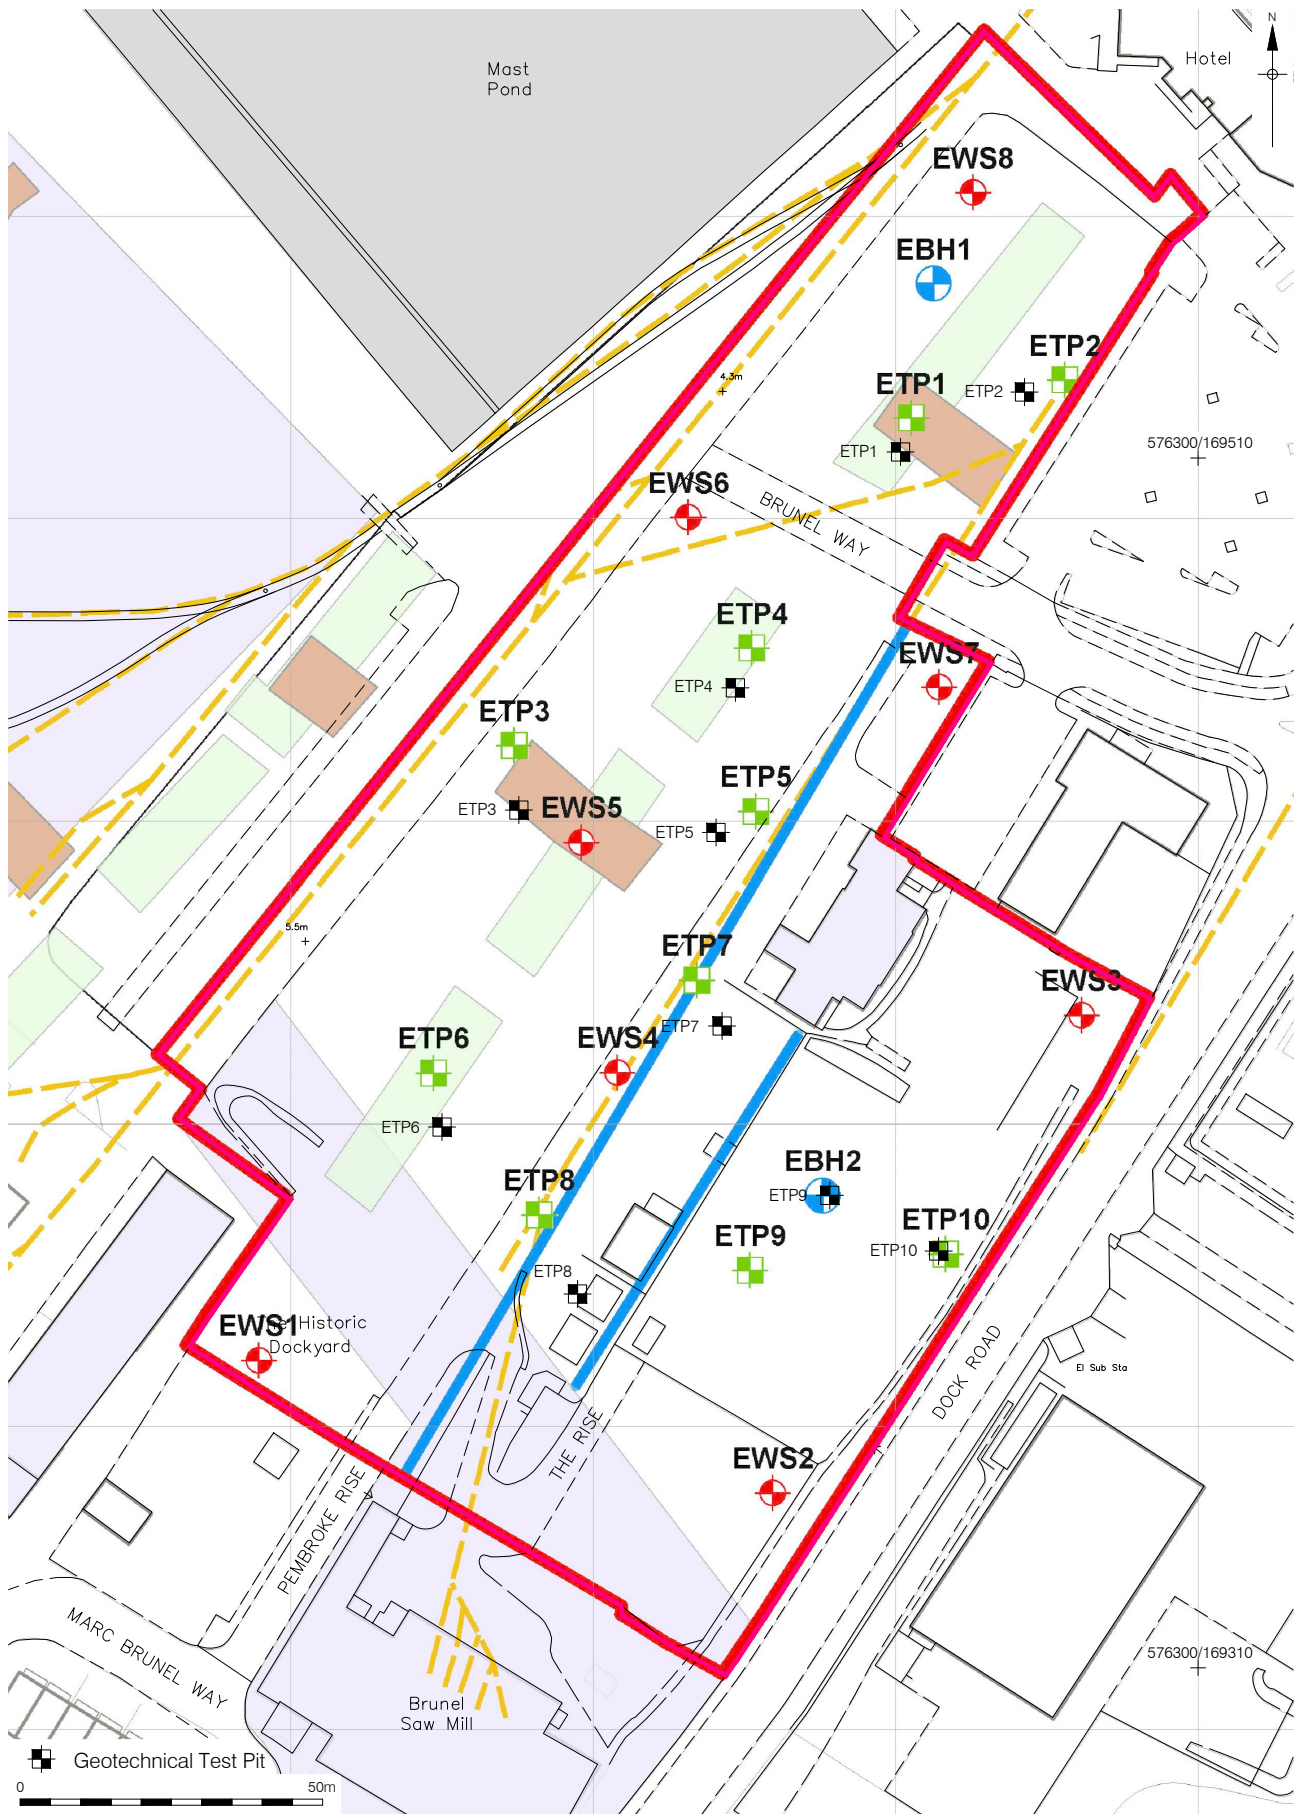 N
Hotel
Mast
Pond
EWS8
EBH1
ETP2
4.3m
ETP1
ETP2
576300/169510
ETP1
EWS6
BRUNEL WAY
ETP4
EWS7
ETP4
ETP3
ETP5
ETP3
EWS5
ETP5
5.5m
ETP7
EWS3
ETP7
EWS4
ETP6
ETP6
EBH2
ETP8
ETP9
ETP10
ETP9
ETP10
ETP8
EWS1
Historic
Dockyard
DOCK ROAD
El Sub Sta
THE RISE
EWS2
PEMBROKE RISE
MARC BRUNEL WAY
576300/169310
Brunel
Saw Mill
Geotechnical Test Pit
0 50m